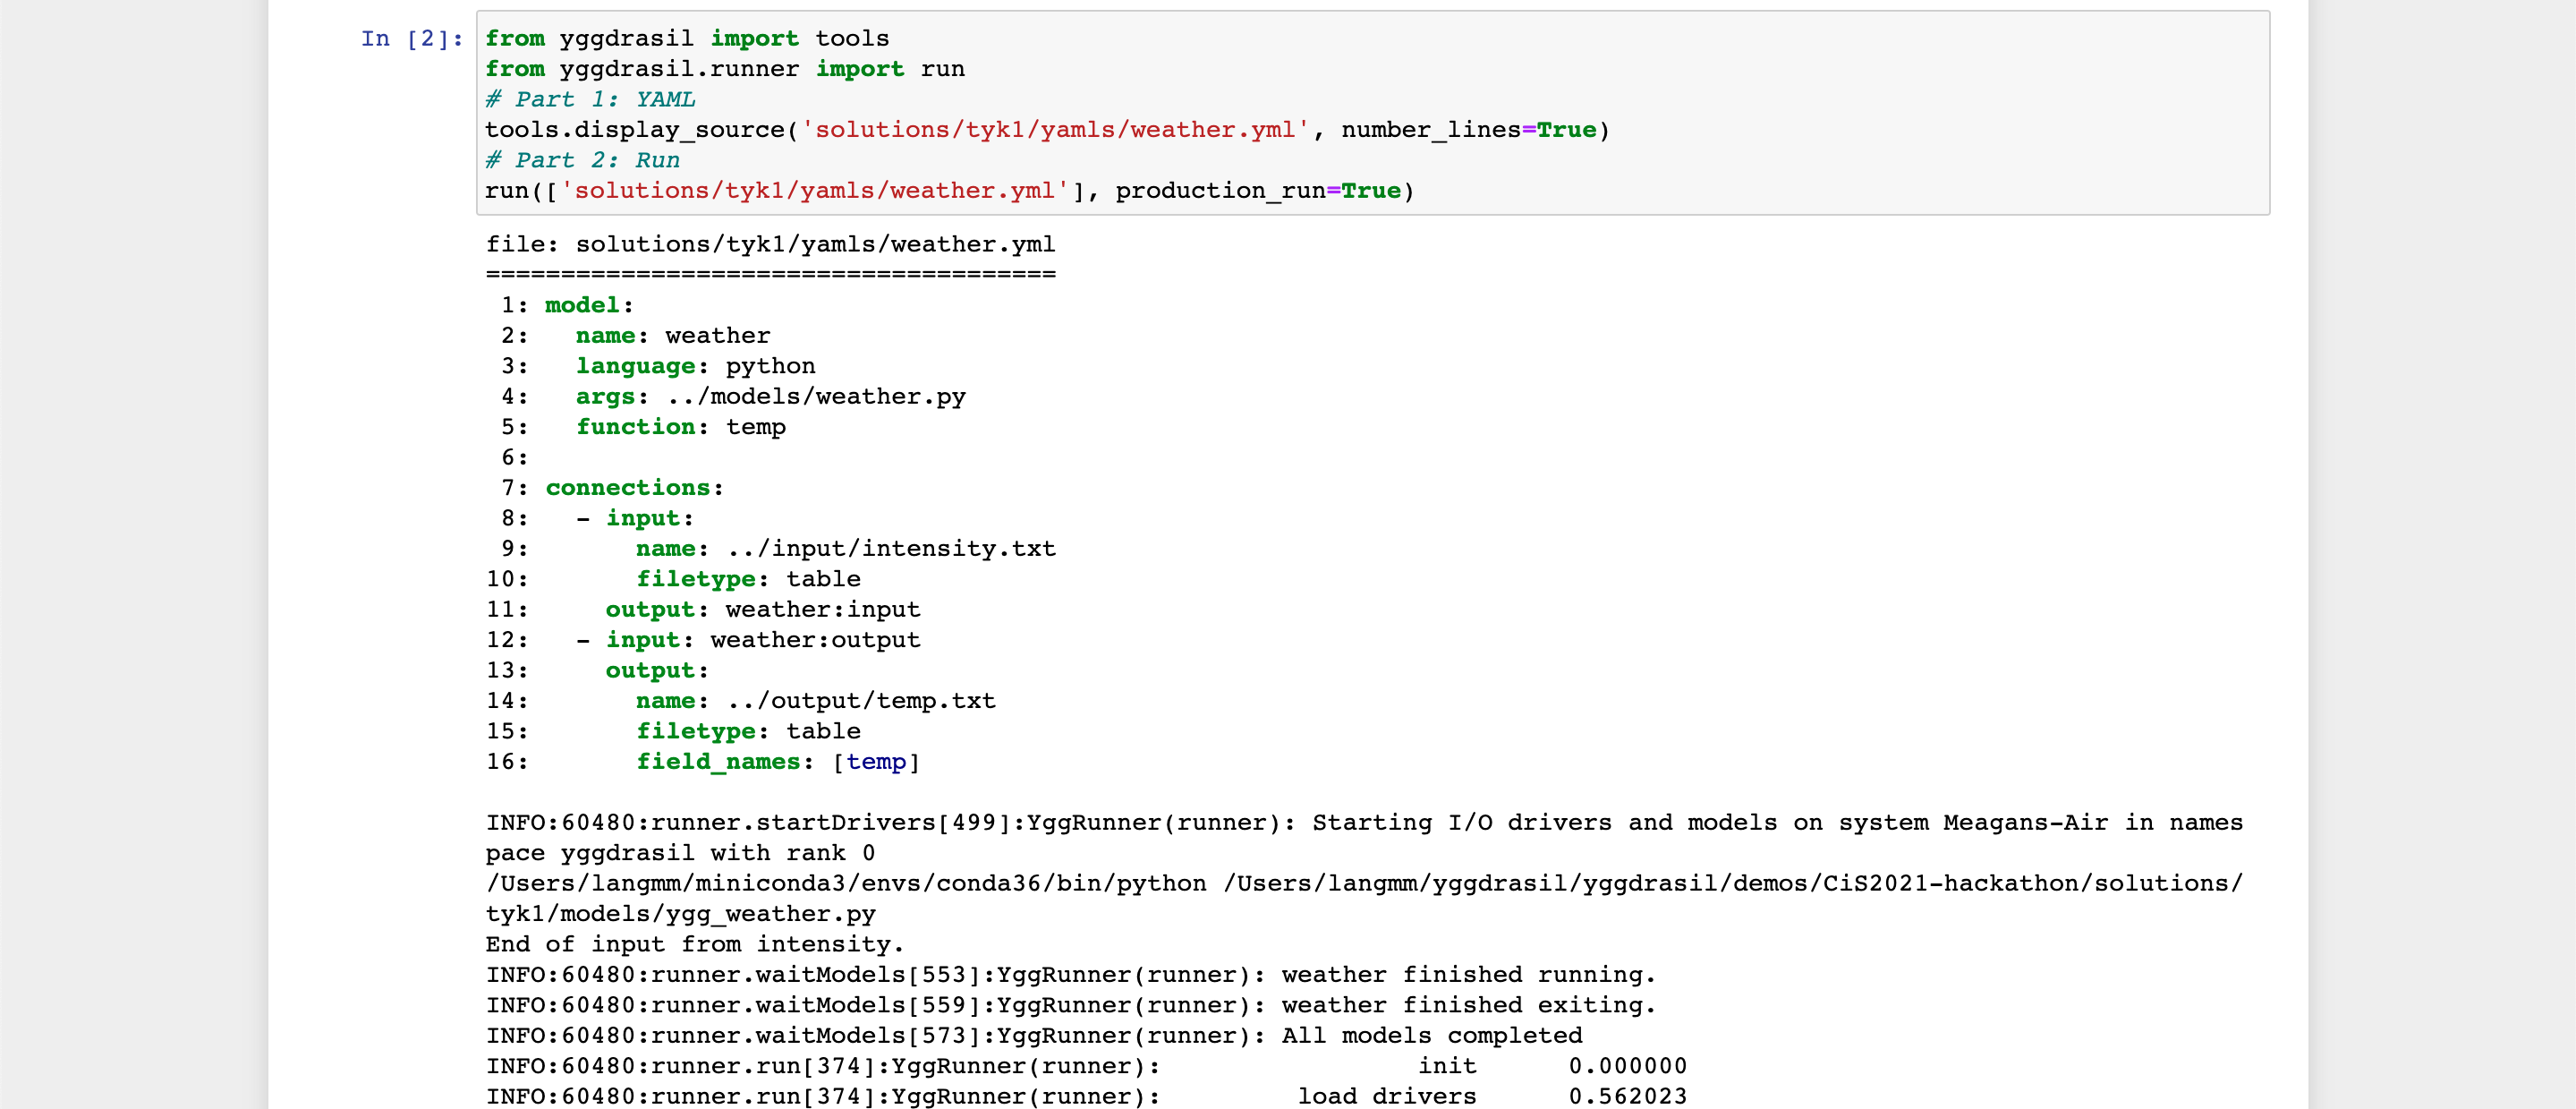 In [2]: from yggdrasil import tools
from yggdrasil.runner import run
# Part 1: YAML
tools.display_source('solutions/tyk1/yamls/weather.yml', number_lines=True)
# Part 2: Run
run(['solutions/tyk1/yamls/weather.yml'], production_run=True)
file: solutions/tyk1/yamls/weather.yml
======================================
 1: model:
 2:   name: weather
 3:   language: python
 4:   args: ../models/weather.py
 5:   function: temp
 6:
 7: connections:
 8:   - input:
 9:       name: ../input/intensity.txt
10:       filetype: table
11:     output: weather:input
12:   - input: weather:output
13:     output:
14:       name: ../output/temp.txt
15:       filetype: table
16:       field_names: [temp]
INFO:60480:runner.startDrivers[499]:YggRunner(runner): Starting I/O drivers and models on system Meagans-Air in names
pace yggdrasil with rank 0
/Users/langmm/miniconda3/envs/conda36/bin/python /Users/langmm/yggdrasil/yggdrasil/demos/CiS2021-hackathon/solutions/
tyk1/models/ygg_weather.py
End of input from intensity.
INFO:60480:runner.waitModels[553]:YggRunner(runner): weather finished running.
INFO:60480:runner.waitModels[559]:YggRunner(runner): weather finished exiting.
INFO:60480:runner.waitModels[573]:YggRunner(runner): All models completed
INFO:60480:runner.run[374]:YggRunner(runner):                 init      0.000000
INFO:60480:runner.run[374]:YggRunner(runner):         load drivers      0.562023